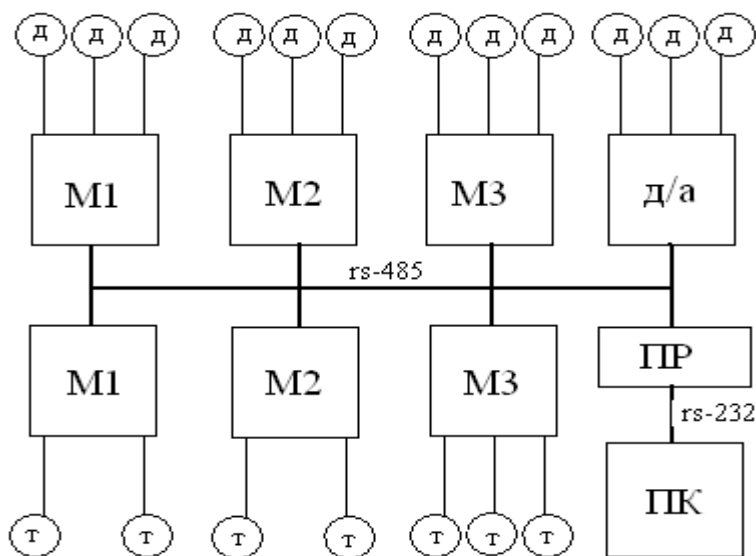 Д Д Д Д Д Д Д Д Д Д Д Д
М1 М2 М3 д/а
rs-485
М1 М2 М3 ПР
rs-232
ПК
т т т т т т т